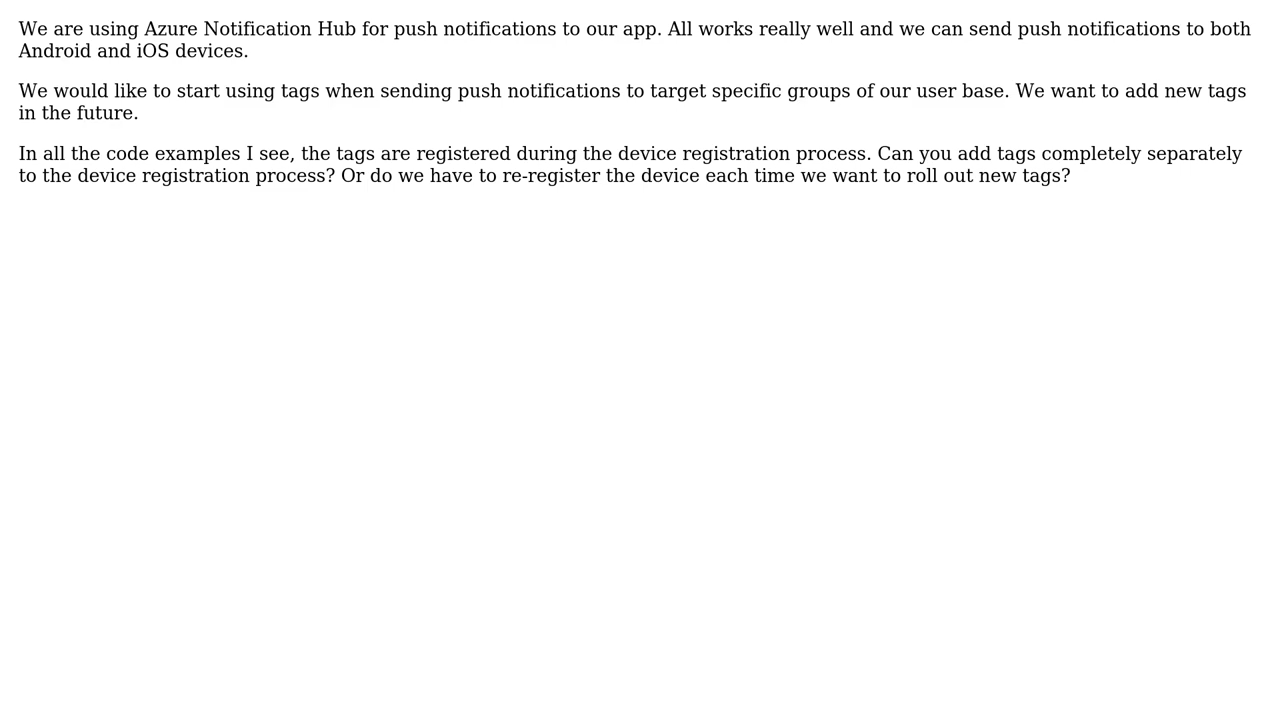 We are using Azure Notification Hub for push notifications to our app. All works really well and we can send push notifications to both
Android and iOS devices.
We would like to start using tags when sending push notifications to target specific groups of our user base. We want to add new tags
in the future.
In all the code examples I see, the tags are registered during the device registration process. Can you add tags completely separately
to the device registration process? Or do we have to re-register the device each time we want to roll out new tags?